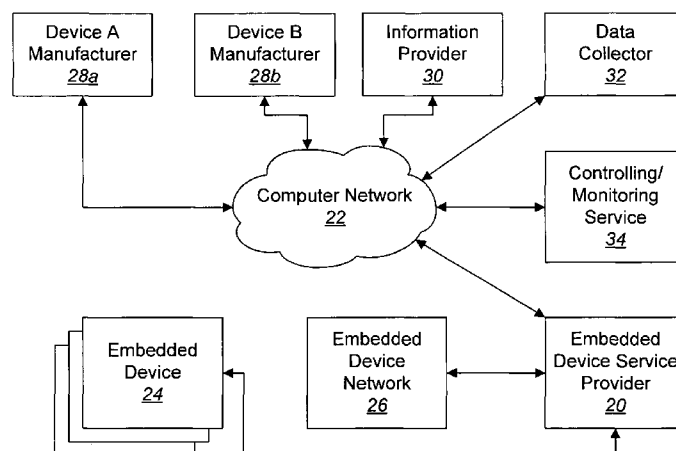 Device A
Manufacturer
28a
Device B
Manufacturer
28b
Information
Provider
30
Data
Collector
32
Computer Network
22
Controlling/
Monitoring
Service
34
Embedded
Device
24
Embedded
Device
Network
26
Embedded
Device Service
Provider
20